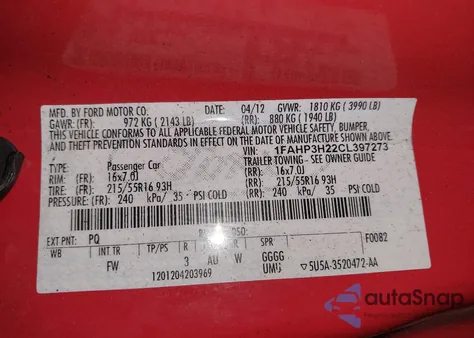 MFD. BY FORD MOTOR CO. DATE: 04/12 GVWR: 1810 KG ( 3990 LB)
GAWR: (FR): 972 KG ( 2143 LB) (RR): 880 KG ( 1940 LB)
THIS VEHICLE CONFORMS TO ALL APPLICABLE FEDERAL MOTOR VEHICLE SAFETY, BUMPER,
AND THEFT PREVENTION STANDARDS IN EFFECT ON THE DATE OF MANUFACTURE SHOWN ABOVE.
VIN: 1FAHP3H22CL397273
TYPE: Passenger Car TRAILER TOWING - SEE OWNER GUIDE
RIM: (FR) 16x7.0J (RR): 16x7.0J
TIRE: (FR) 215/55R16 93H (RR): 215/55R16 93H
PRESSURE: (FR) 240 kPa/ 35 PSI COLD (RR): 240 kPa/ 35 PSI COLD
EXT PNT: PQ DSO: F0082
WB INT TR TP/PS R A W SPR
FW 3 AU GGGG
1201204203969 UMU ▽5U5A-3520472-AA
autoSnap